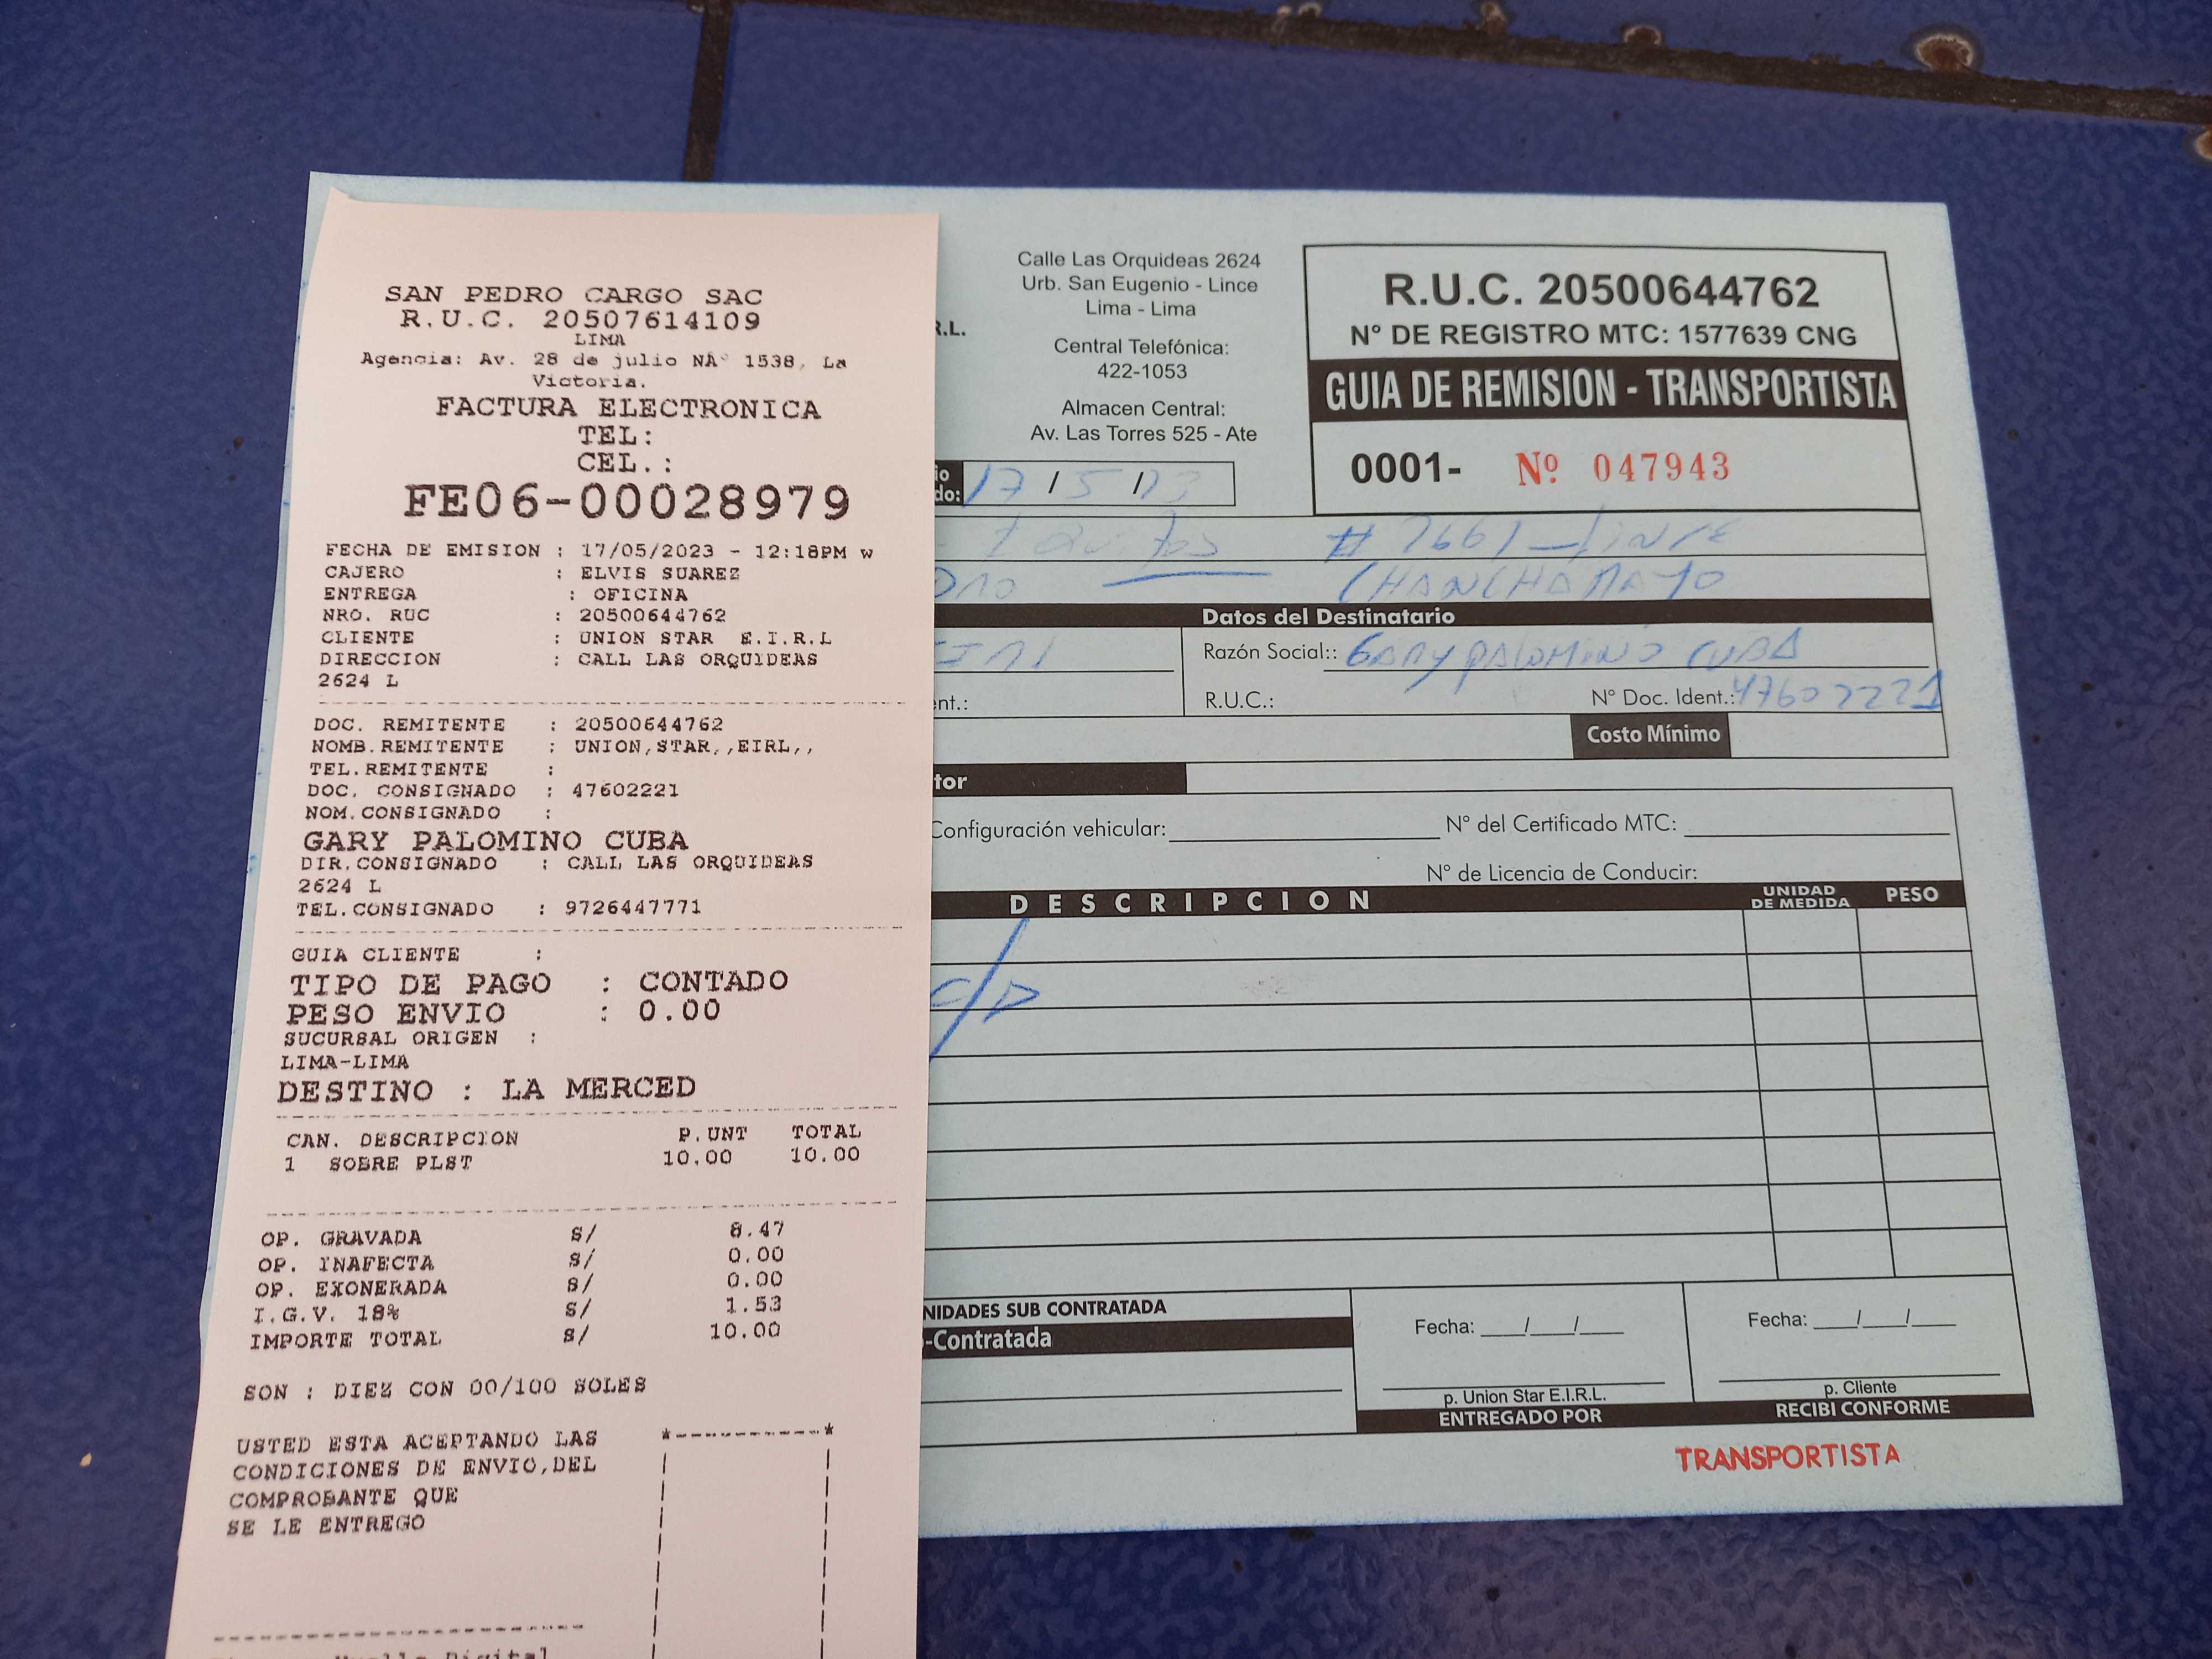 SAN PEDRO CARGO SAC
R.U.C. 20507614109
LIMA
Agencia: Av. 28 de julio NÂ° 1538, La
Victoria.
FACTURA ELECTRONICA
TEL:
CEL.:
FE06-00028979
FECHA DE EMISION : 17/05/2023 - 12:18PM w
CAJERO : ELVIS SUAREZ
ENTREGA : OFICINA
NRO. RUC : 20500644762
CLIENTE : UNION STAR E.I.R.L
DIRECCION : CALL LAS ORQUIDEAS
2624 L
DOC. REMITENTE : 20500644762
NOMB.REMITENTE : UNION,STAR,,EIRL,,
TEL.REMITENTE :
DOC. CONSIGNADO : 47602221
NOM.CONSIGNADO :
GARY PALOMINO CUBA
DIR.CONSIGNADO : CALL LAS ORQUIDEAS
2624 L
TEL.CONSIGNADO : 9726447771
GUIA CLIENTE :
TIPO DE PAGO : CONTADO
PESO ENVIO : 0.00
SUCURSAL ORIGEN :
LIMA-LIMA
DESTINO : LA MERCED
CAN. DESCRIPCION P.UNT TOTAL
1 SOBRE PLST 10.00 10.00
OP. GRAVADA S/ 8.47
OP. INAFECTA S/ 0.00
OP. EXONERADA S/ 0.00
I.G.V. 18% S/ 1.53
IMPORTE TOTAL S/ 10.00
SON : DIEZ CON 00/100 SOLES
USTED ESTA ACEPTANDO LAS
CONDICIONES DE ENVIO,DEL
COMPROBANTE QUE
SE LE ENTREGO
R.L.
Calle Las Orquideas 2624
Urb. San Eugenio - Lince
Lima - Lima
Central Telefónica:
422-1053
Almacen Central:
Av. Las Torres 525 - Ate
R.U.C. 20500644762
N° DE REGISTRO MTC: 1577639 CNG
GUIA DE REMISION - TRANSPORTISTA
0001- Nº 047943
17 / 5 /
CHANCHAMAYO
Datos del Destinatario
Razón Social:: GARY PALOMINO CUBA
nt.: R.U.C.: N° Doc. Ident.: 47602221
Costo Mínimo
tor
Configuración vehicular: N° del Certificado MTC:
N° de Licencia de Conducir:
DESCRIPCION UNIDAD DE MEDIDA PESO
NIDADES SUB CONTRATADA
-Contratada
Fecha: / / Fecha: / /
p. Union Star E.I.R.L. p. Cliente
ENTREGADO POR RECIBI CONFORME
TRANSPORTISTA